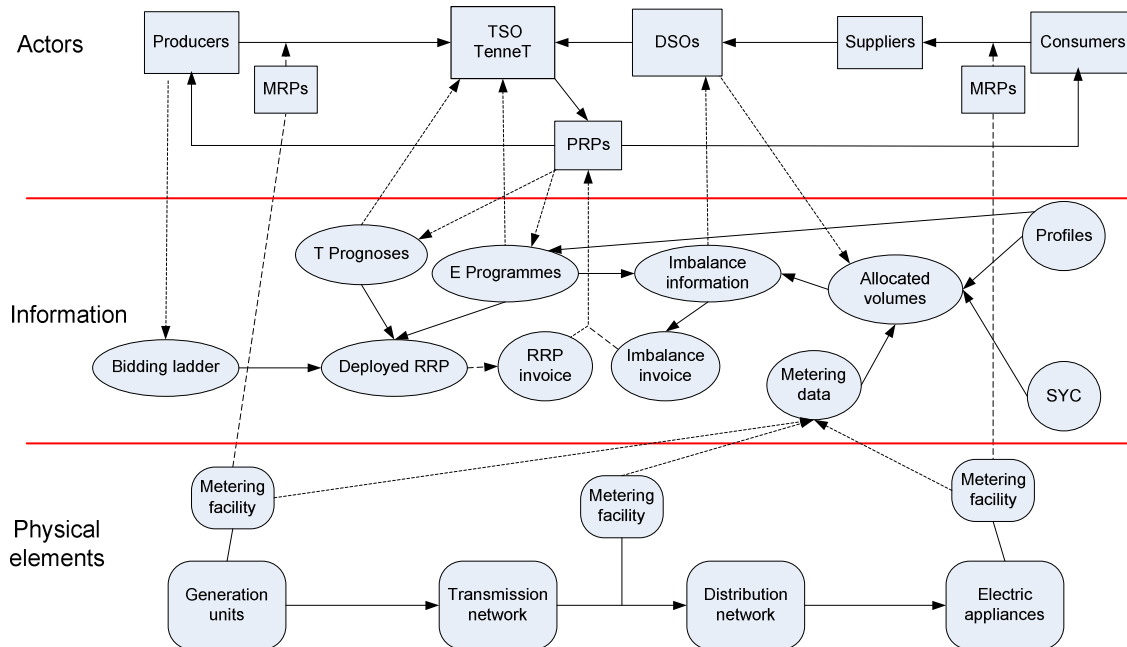 Actors
Producers
TSO
TenneT
DSOs
Suppliers
Consumers
MRPs
MRPs
PRPs
Information
T Prognoses
E Programmes
Imbalance
information
Allocated
volumes
Profiles
Bidding ladder
Deployed RRP
RRP
invoice
Imbalance
invoice
Metering
data
SYC
Physical
elements
Metering
facility
Metering
facility
Metering
facility
Generation
units
Transmission
network
Distribution
network
Electric
appliances